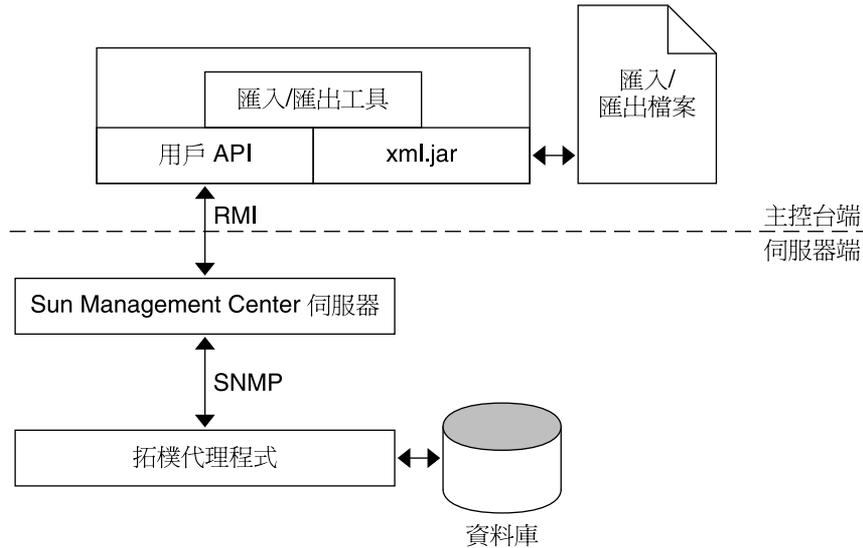 匯入/
匯出檔案
匯入/匯出工具
用戶 API
xml.jar
RMI
主控台端
伺服器端
Sun Management Center 伺服器
SNMP
拓樸代理程式
資料庫